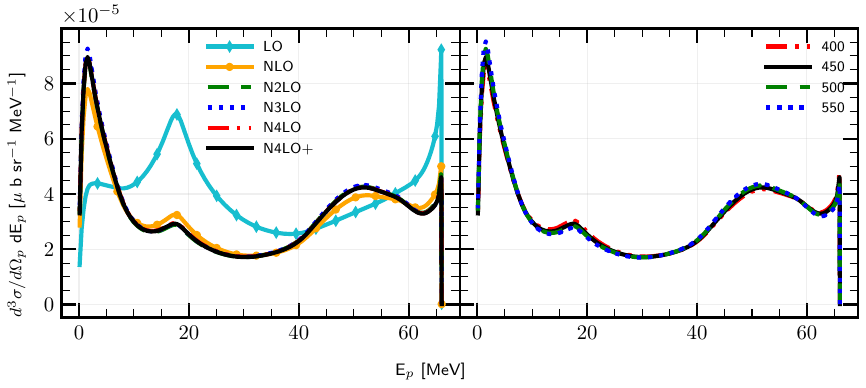 ×10⁻⁵
d³σ/dΩₚ dEₚ [μ b sr⁻¹ MeV⁻¹]
8
6
4
2
0
LO
NLO
N2LO
N3LO
N4LO
N4LO+
400
450
500
550
0 20 40 60 0 20 40 60
Eₚ [MeV]